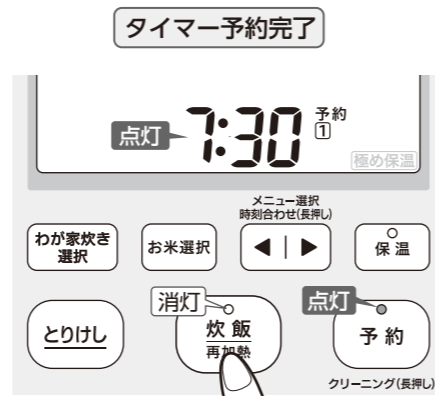 タイマー予約完了
点灯
7:30
予約
1
極め保温
メニュー選択
時刻合わせ(長押し)
わが家炊き
選択
お米選択
◀ | ▶
保温
消灯
点灯
とりけし
炊飯
再加熱
予約
クリーニング(長押し)